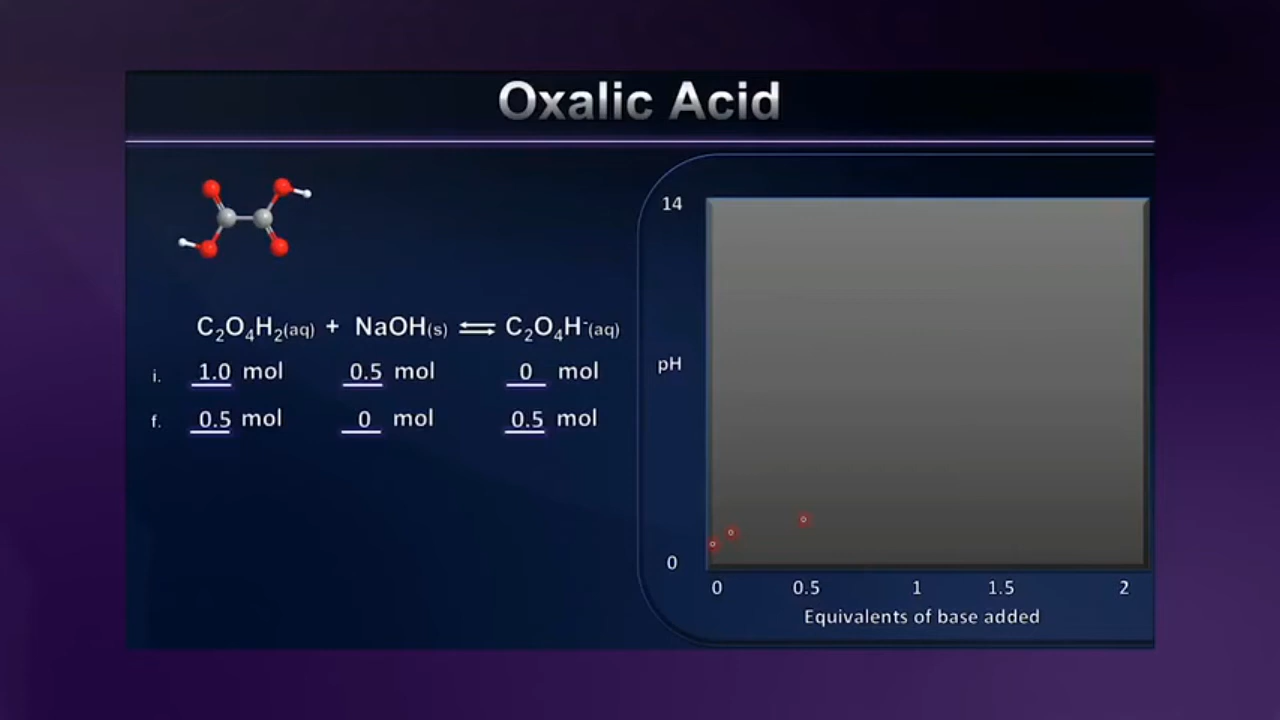 Oxalic Acid
C₂O₄H₂(aq) + NaOH(s) ⇌ C₂O₄H⁻(aq)
i. 1.0 mol 0.5 mol 0 mol
f. 0.5 mol 0 mol 0.5 mol
14
pH
0
0 0.5 1 1.5 2
Equivalents of base added